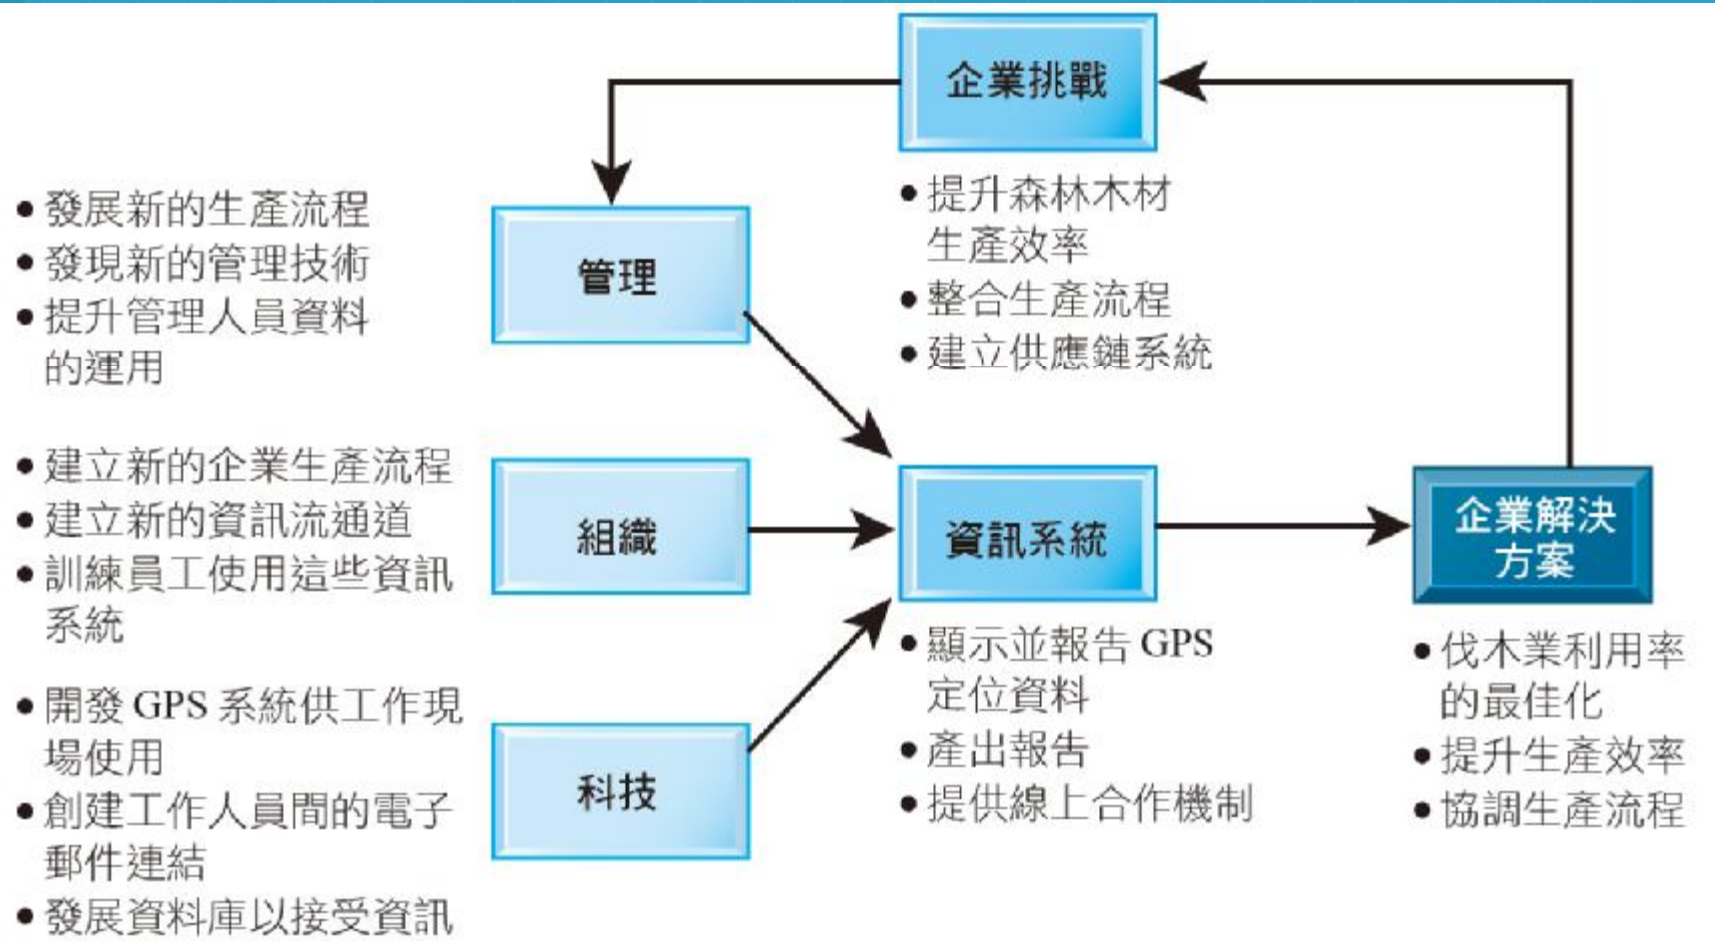 企業挑戰
● 提升森林木材
生產效率
● 整合生產流程
● 建立供應鏈系統
● 發展新的生產流程
● 發現新的管理技術
● 提升管理人員資料
的運用
管理
● 建立新的企業生產流程
● 建立新的資訊流通道
● 訓練員工使用這些資訊
系統
組織
● 開發 GPS 系統供工作現
場使用
● 創建工作人員間的電子
郵件連結
● 發展資料庫以接受資訊
科技
資訊系統
● 顯示並報告 GPS
定位資料
● 產出報告
● 提供線上合作機制
企業解決
方案
● 伐木業利用率
的最佳化
● 提升生產效率
● 協調生產流程